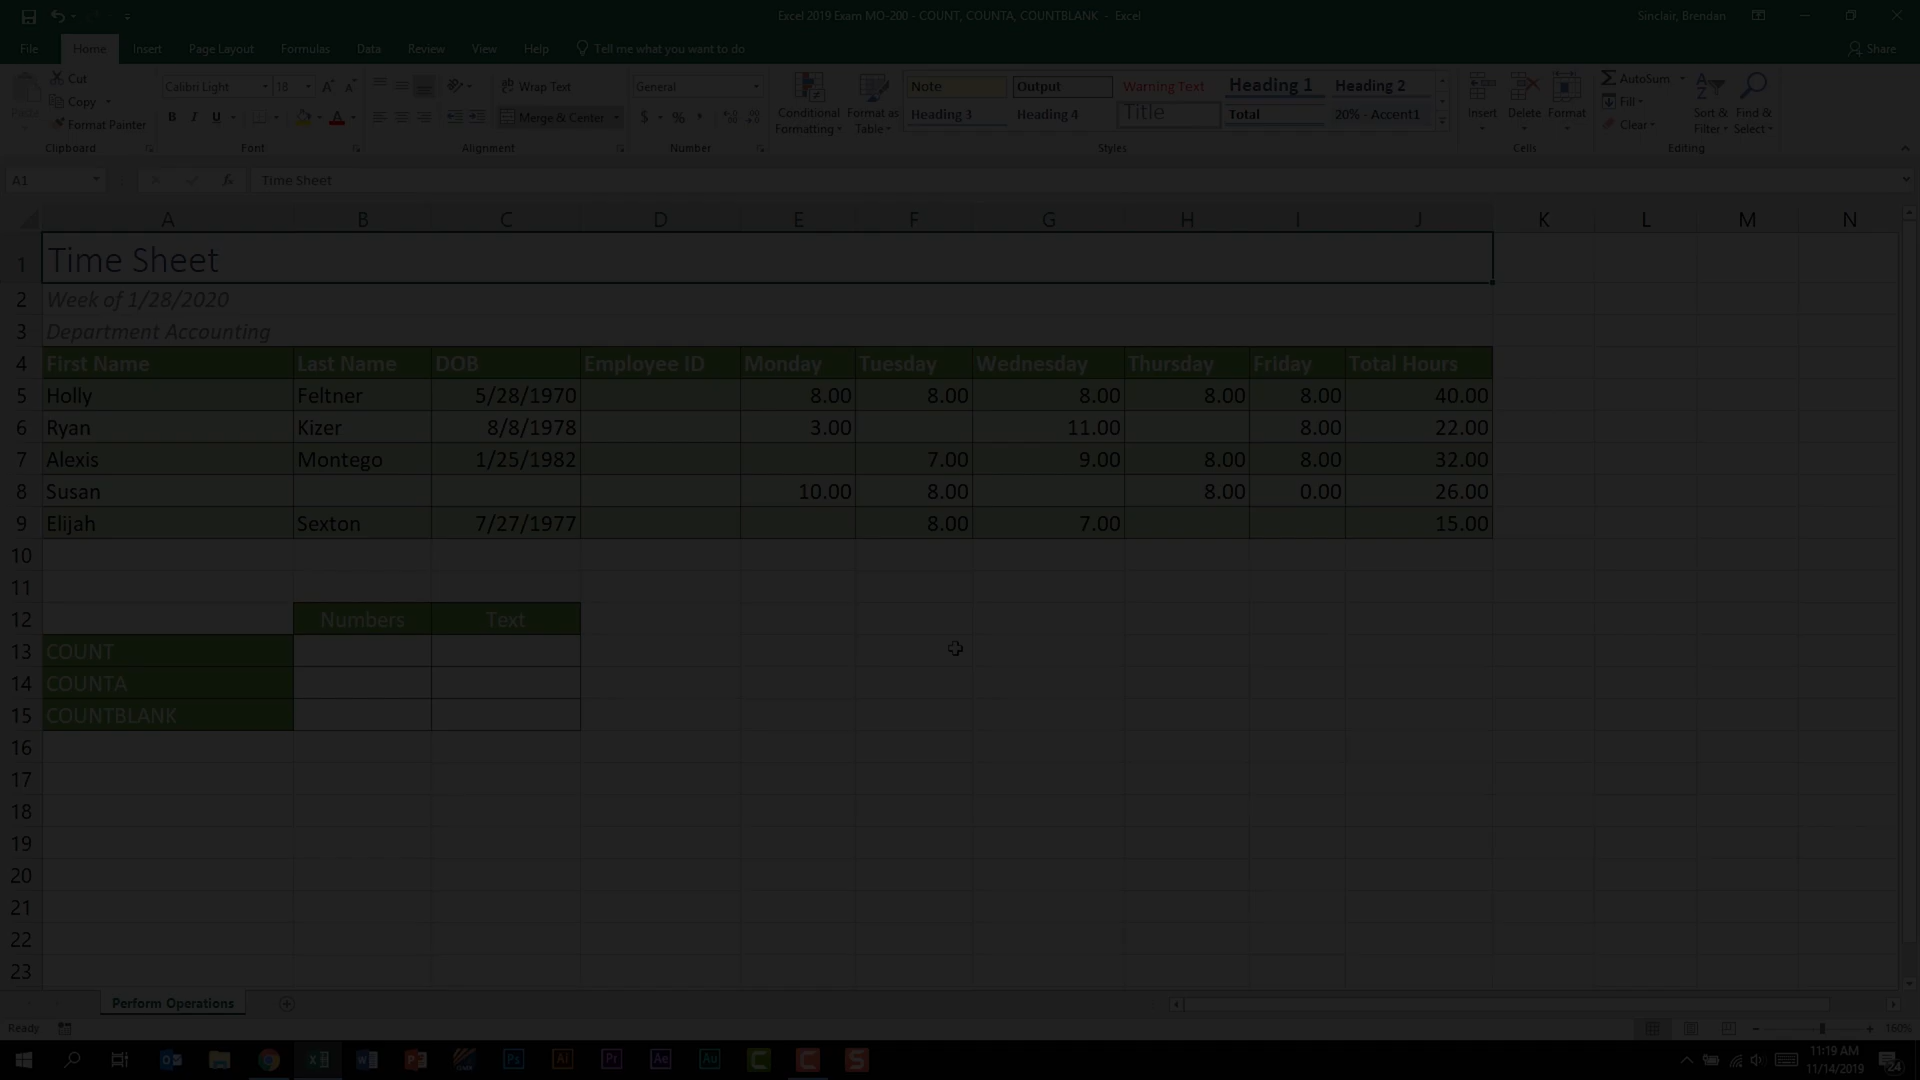 Excel 2019 Exam MO-200 - COUNT, COUNTA, COUNTBLANK - Excel
Sinclair, Brendan
File Home Insert Page Layout Formulas Data Review View Help Tell me what you want to do Share
Cut
Copy
Format Painter
Paste
Clipboard
Calibri Light 18
B I U
Font
Wrap Text
Merge & Center
Alignment
General
$ % ,
Number
Conditional Formatting
Format as Table
Note Output Warning Text Heading 1 Heading 2
Heading 3 Heading 4 Title Total 20% - Accent1
Styles
Insert Delete Format
Cells
AutoSum
Fill
Clear
Sort & Filter
Find & Select
Editing
A1 fx Time Sheet
A B C D E F G H I J K L M N
1 Time Sheet
2 Week of 1/28/2020
3 Department Accounting
4 First Name Last Name DOB Employee ID Monday Tuesday Wednesday Thursday Friday Total Hours
5 Holly Feltner 5/28/1970 8.00 8.00 8.00 8.00 8.00 40.00
6 Ryan Kizer 8/8/1978 3.00 11.00 8.00 22.00
7 Alexis Montego 1/25/1982 7.00 9.00 8.00 8.00 32.00
8 Susan 10.00 8.00 8.00 0.00 26.00
9 Elijah Sexton 7/27/1977 8.00 7.00 15.00
10
11
12 Numbers Text
13 COUNT
14 COUNTA
15 COUNTBLANK
16
17
18
19
20
21
22
23
Perform Operations
Ready
160%
11:19 AM
11/14/2019
24